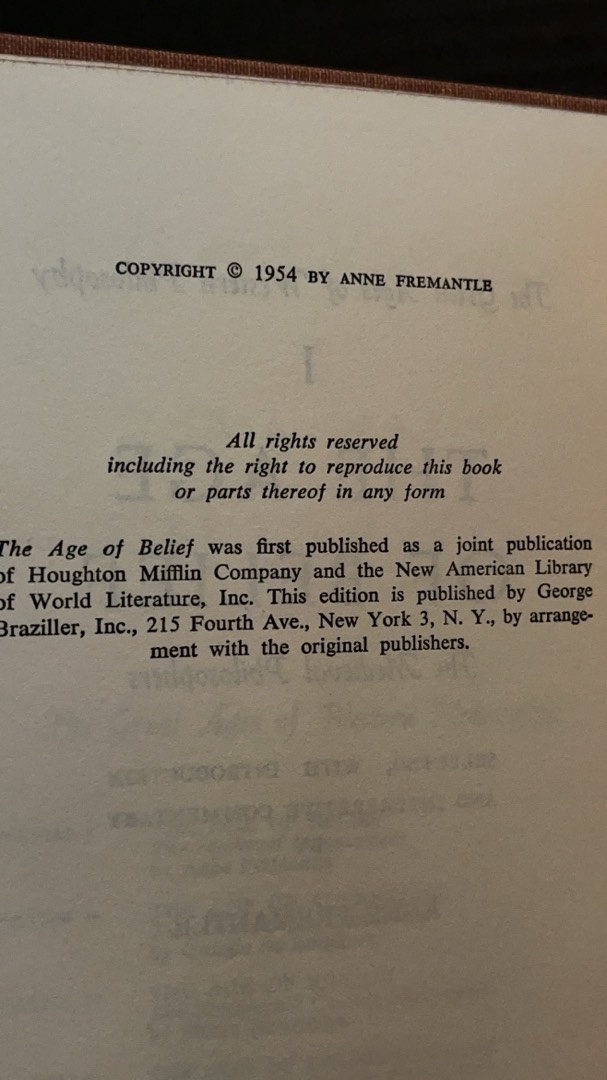 COPYRIGHT © 1954 BY ANNE FREMANTLE
I
All rights reserved
including the right to reproduce this book
or parts thereof in any form
The Age of Belief was first published as a joint publication
of Houghton Mifflin Company and the New American Library
of World Literature, Inc. This edition is published by George
Braziller, Inc., 215 Fourth Ave., New York 3, N. Y., by arrange-
ment with the original publishers.